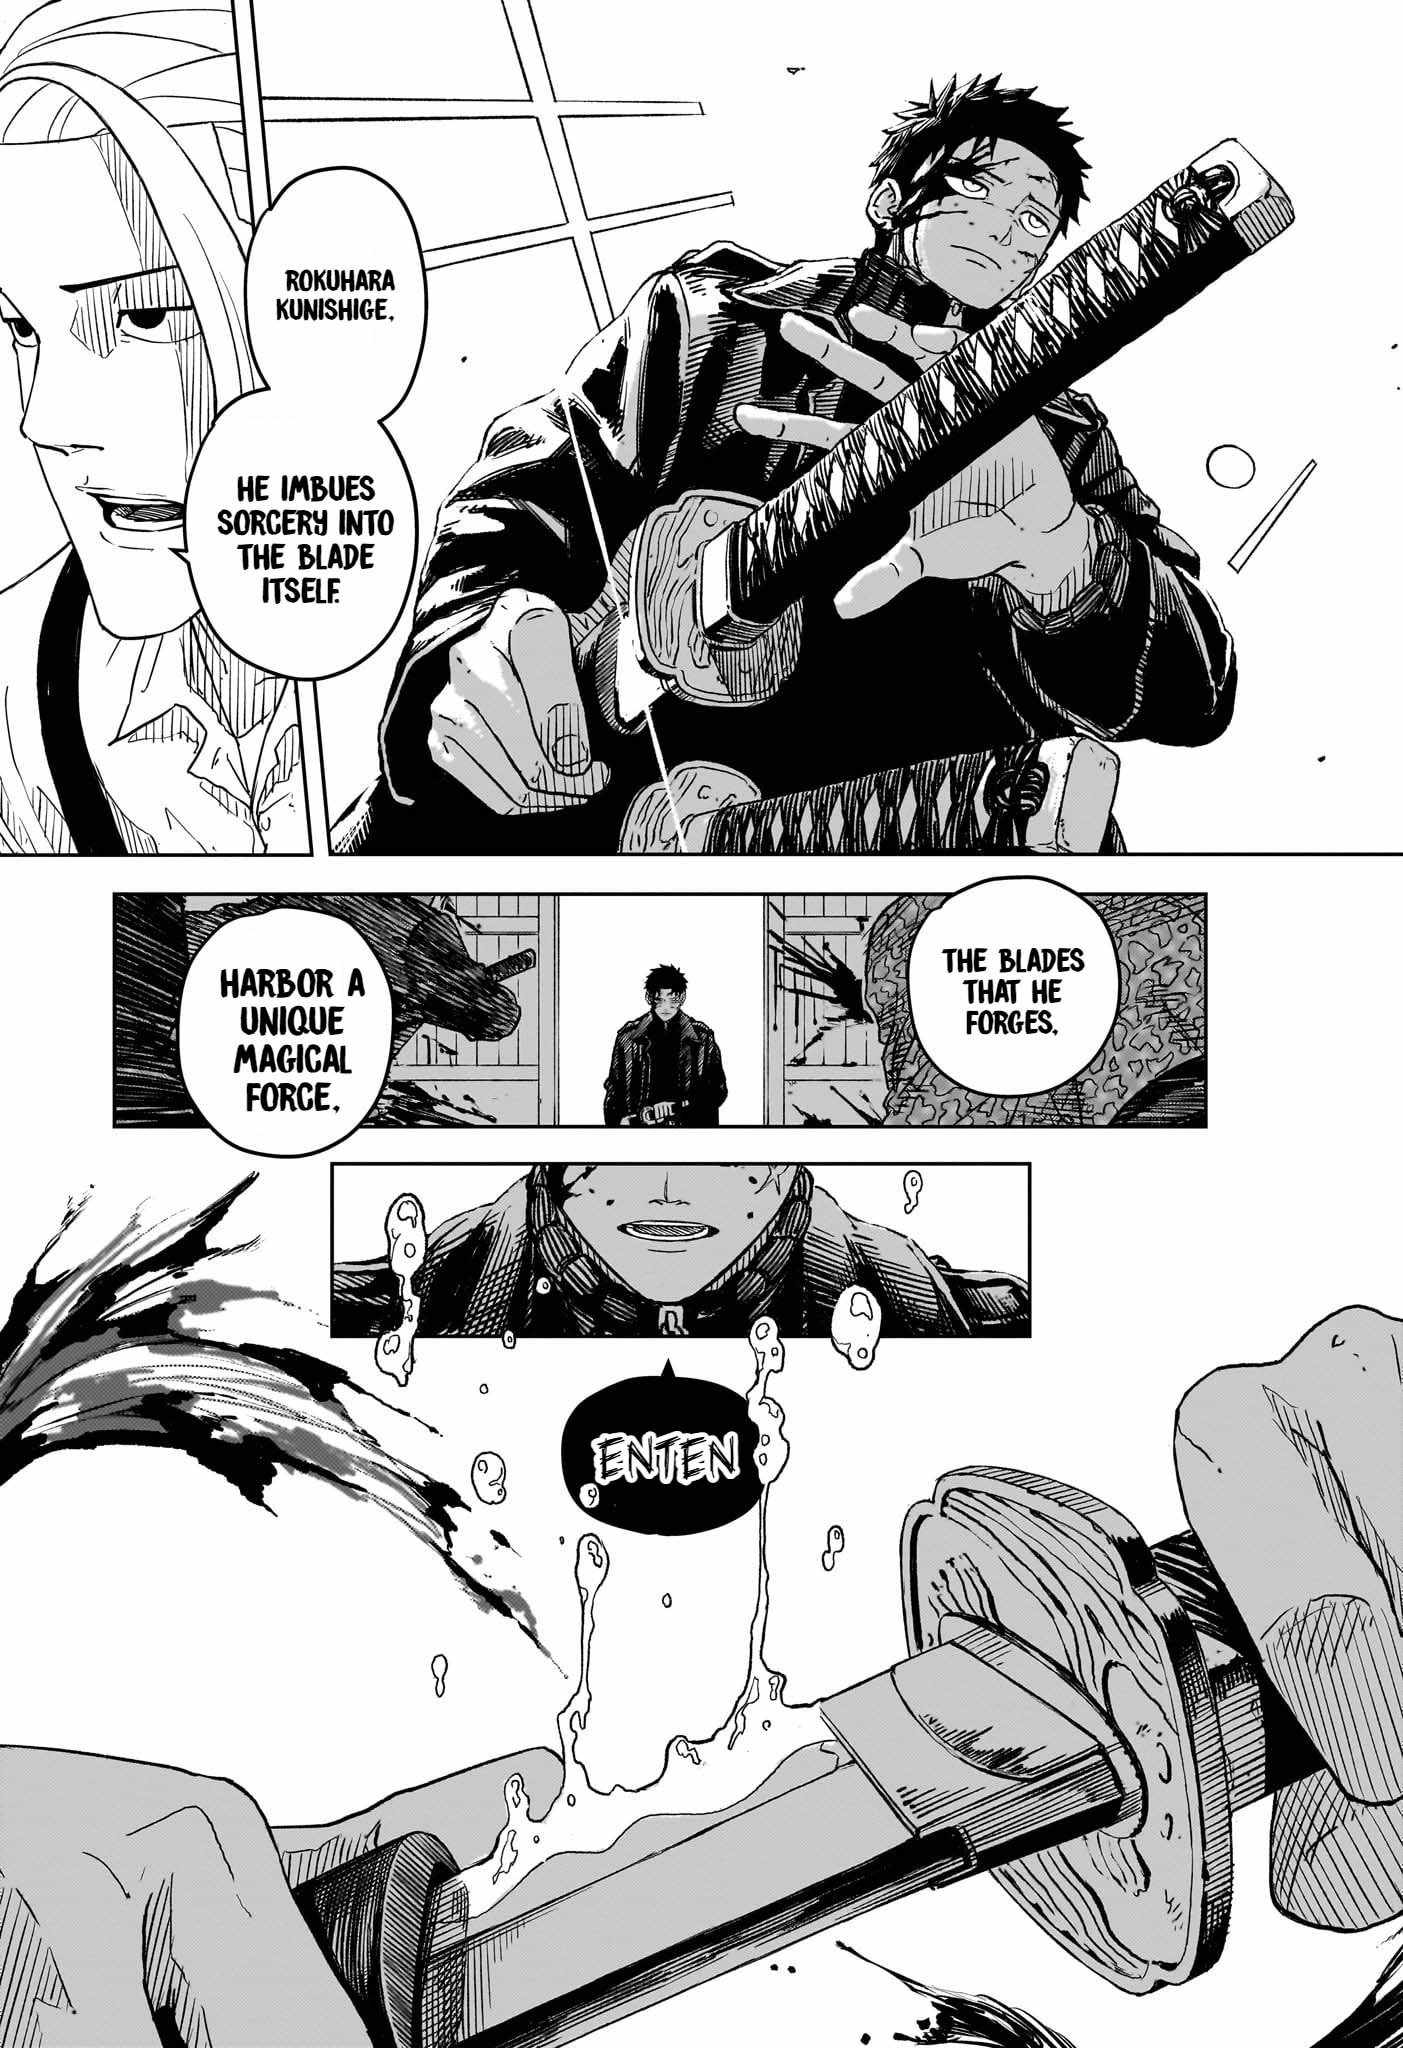 ROKUHARA
KUNISHIGE,
HE IMBUES
SORCERY INTO
THE BLADE
ITSELF.
THE BLADES
THAT HE
FORGES,
HARBOR A
UNIQUE
MAGICAL
FORCE,
ENTEN